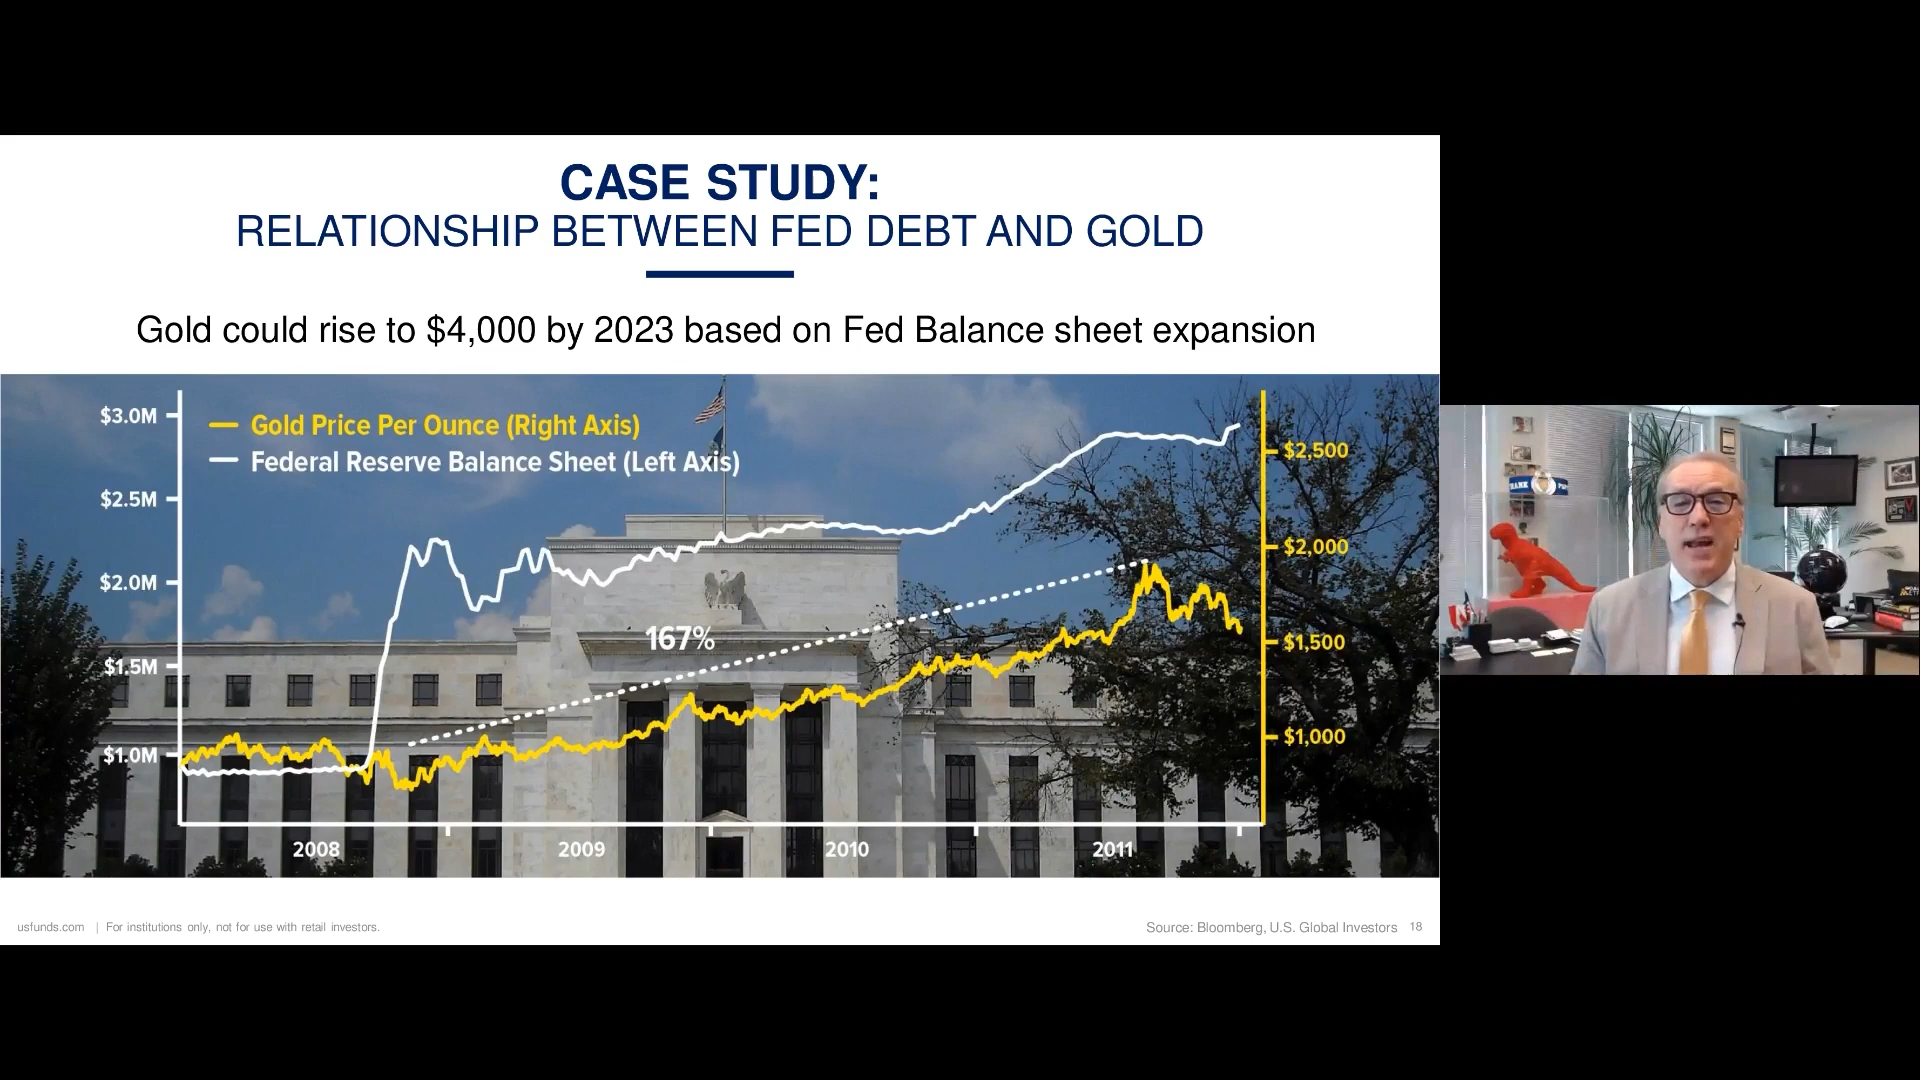 CASE STUDY:
RELATIONSHIP BETWEEN FED DEBT AND GOLD
Gold could rise to $4,000 by 2023 based on Fed Balance sheet expansion
Gold Price Per Ounce (Right Axis)
Federal Reserve Balance Sheet (Left Axis)
$3.0M
$2.5M
$2.0M
$1.5M
$1.0M
167%
$2,500
$2,000
$1,500
$1,000
2008
2009
2010
2011
usfunds.com | For institutions only, not for use with retail investors.
Source: Bloomberg, U.S. Global Investors 18